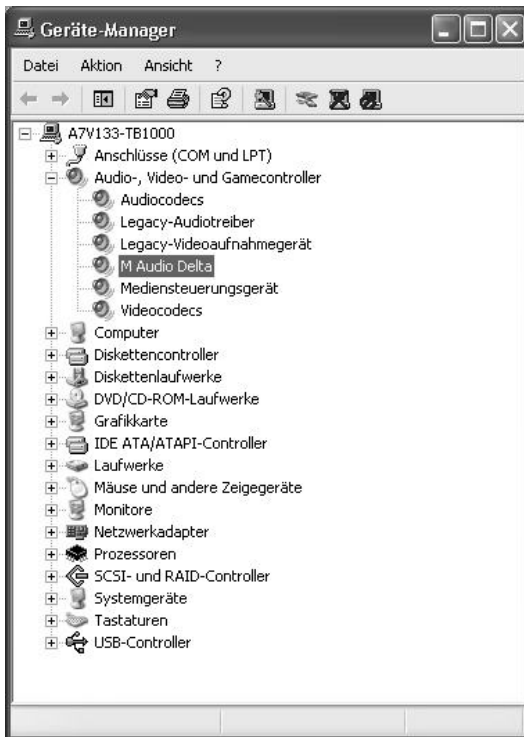 Geräte-Manager
Datei Aktion Ansicht ?
A7V133-TB1000
Anschlüsse (COM und LPT)
Audio-, Video- und Gamecontroller
Audiocodecs
Legacy-Audiotreiber
Legacy-Videoaufnahmegerät
M Audio Delta
Mediensteuerungsgerät
Videocodecs
Computer
Diskettencontroller
Diskettenlaufwerke
DVD/CD-ROM-Laufwerke
Grafikkarte
IDE ATA/ATAPI-Controller
Laufwerke
Mäuse und andere Zeigegeräte
Monitore
Netzwerkadapter
Prozessoren
SCSI- und RAID-Controller
Systemgeräte
Tastaturen
USB-Controller